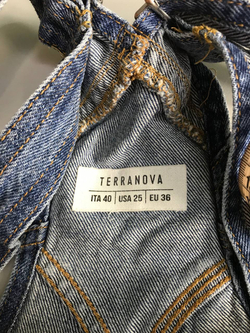 TERRANOVA
ITA 40 | USA 25 | EU 36